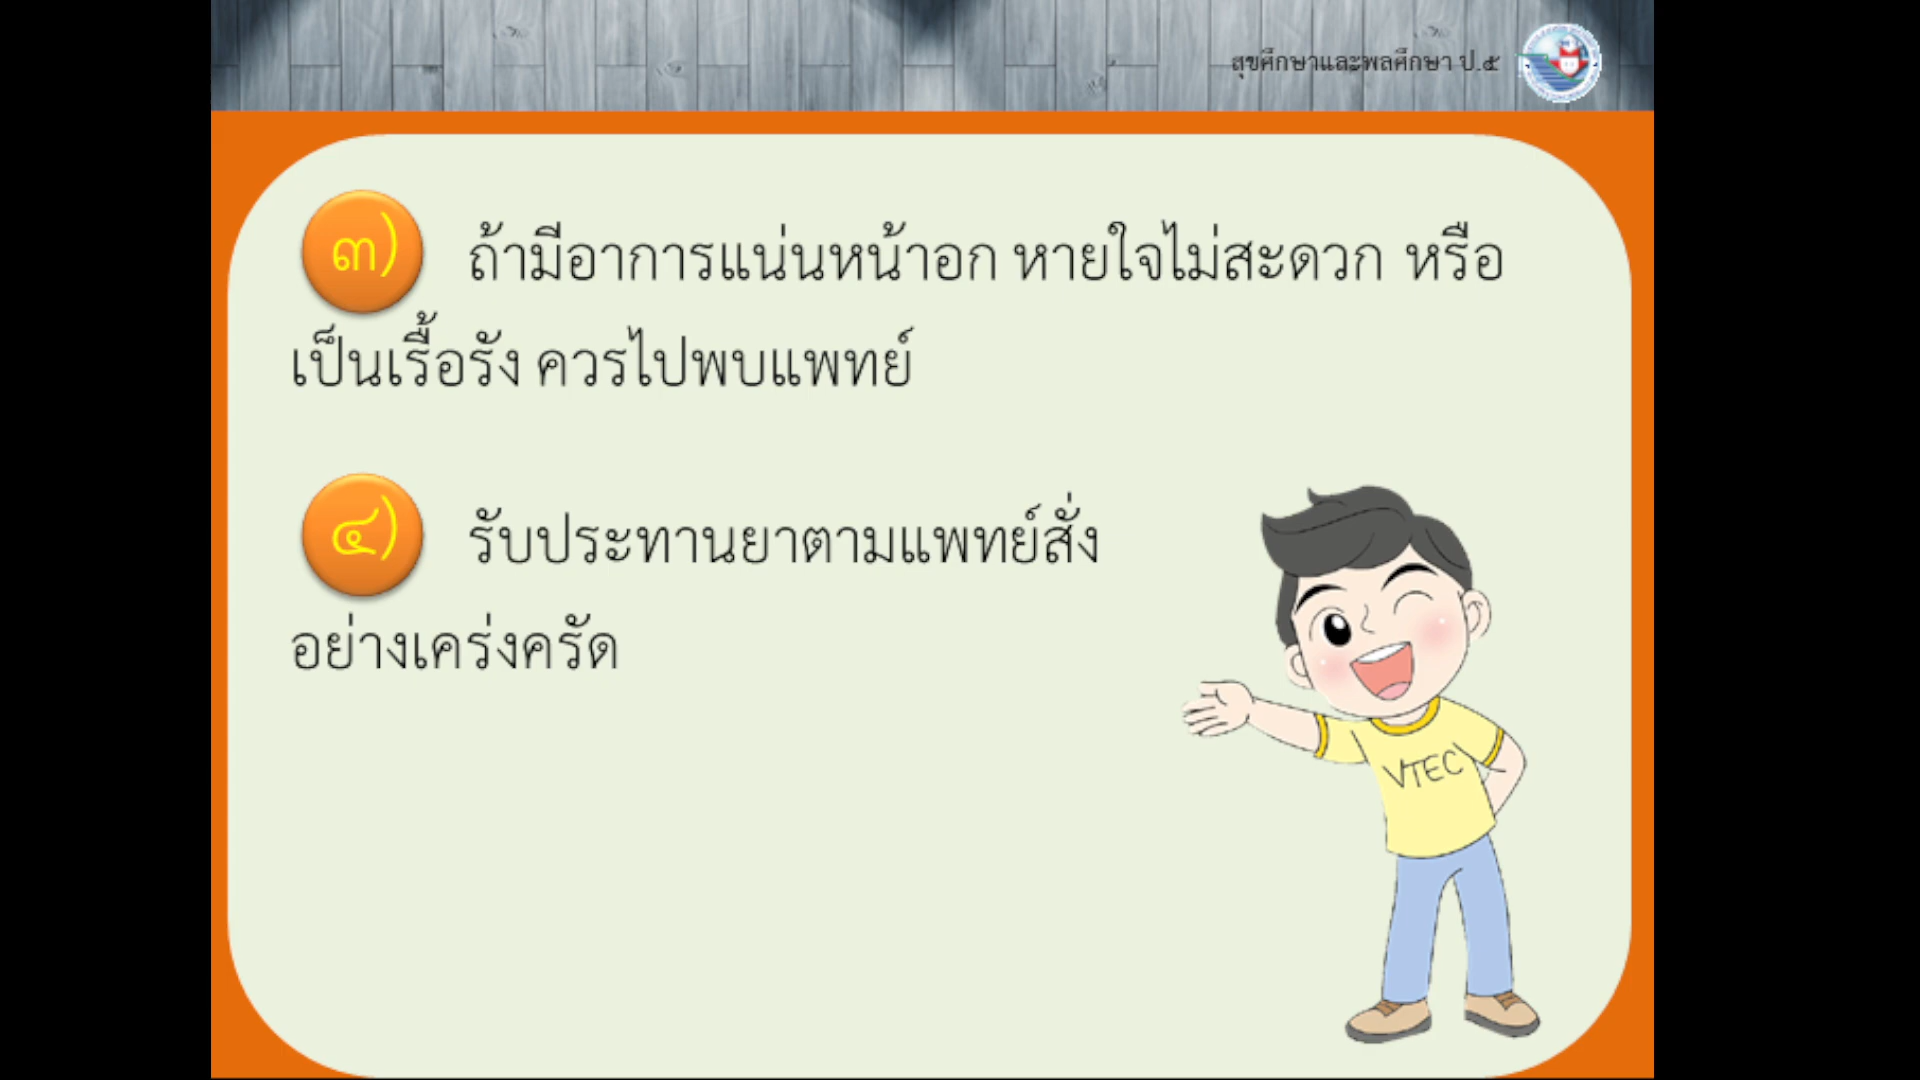 สุขศึกษาและพลศึกษา ป.๕
๓) ถ้ามีอาการแน่นหน้าอก หายใจไม่สะดวก หรือ
เป็นเรื้อรัง ควรไปพบแพทย์
๔) รับประทานยาตามแพทย์สั่ง
อย่างเคร่งครัด
VTEC